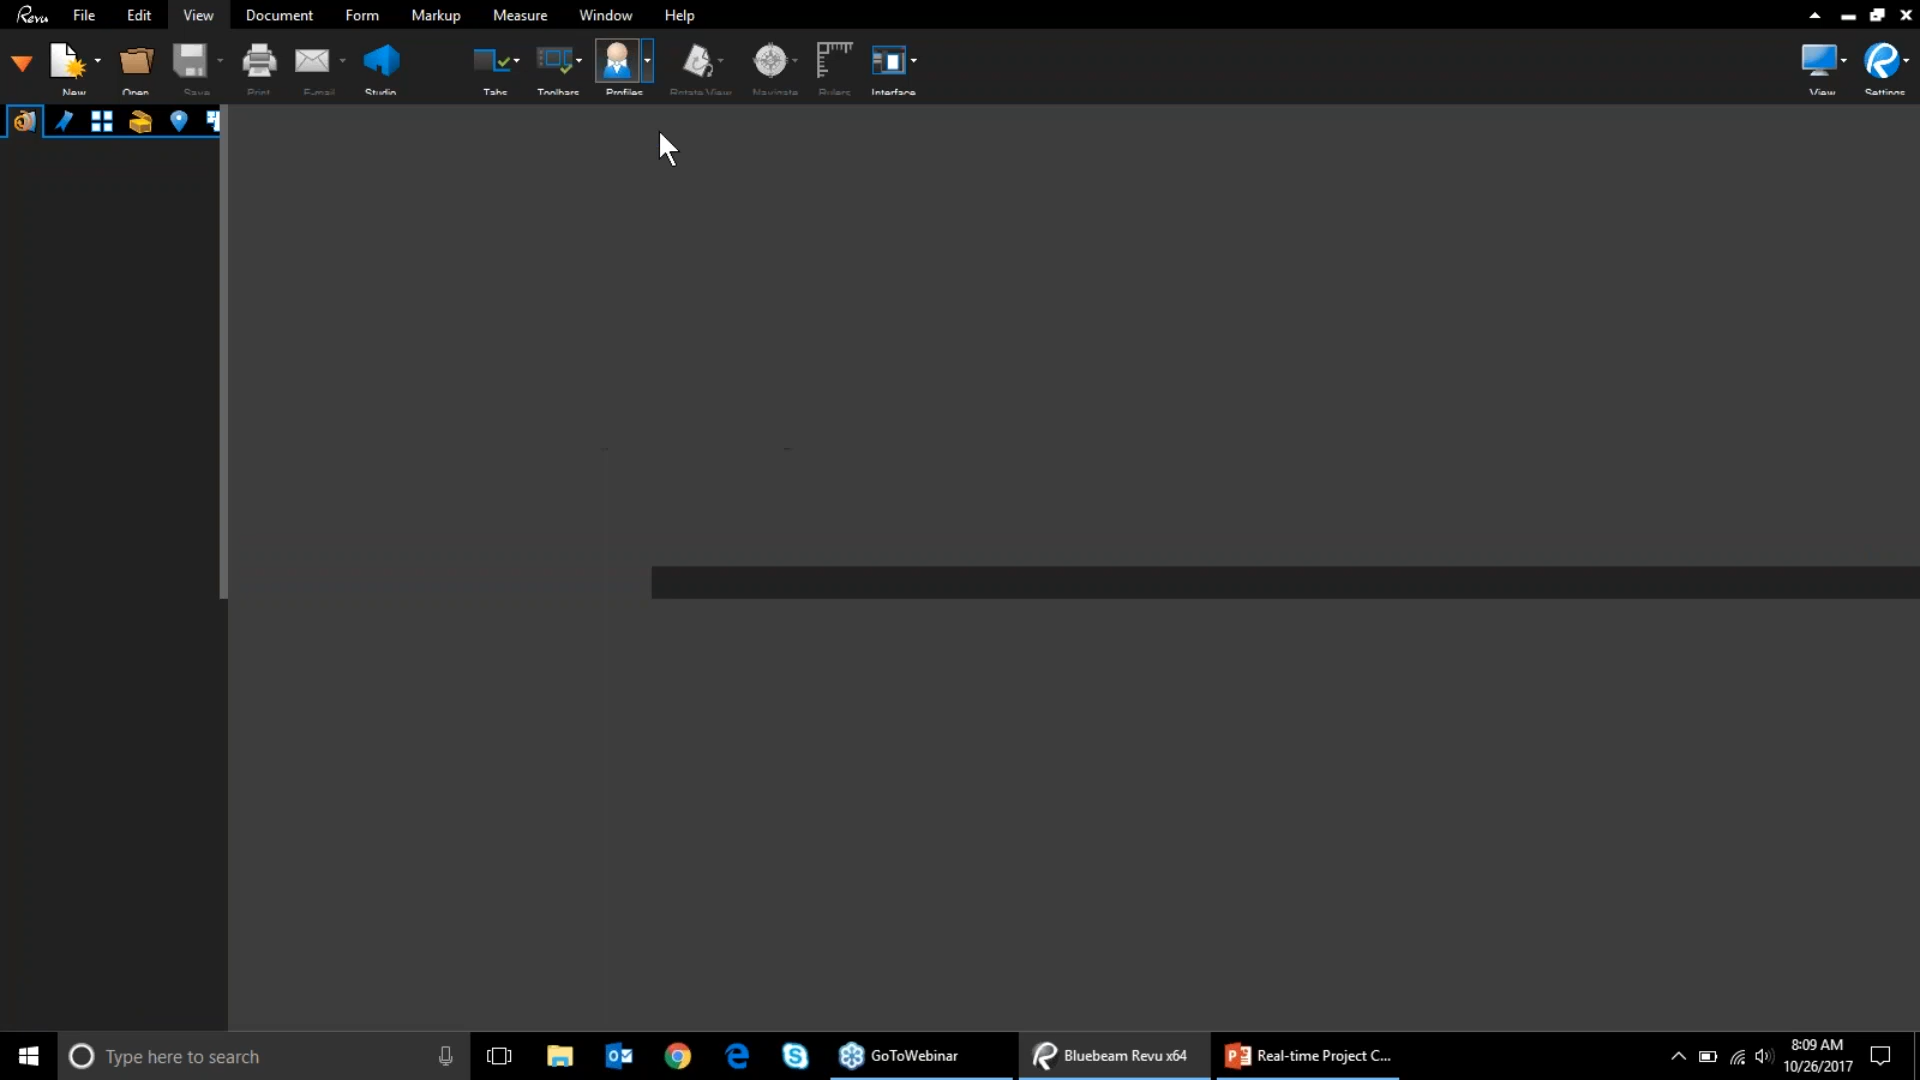 Revu File Edit View Document Form Markup Measure Window Help
New Open Save Print E-mail Studio Tabs Toolbars Profiles Rotate View Navigate Rulers Interface View Settings
Type here to search
GoToWebinar
Bluebeam Revu x64
Real-time Project C...
8:09 AM
10/26/2017